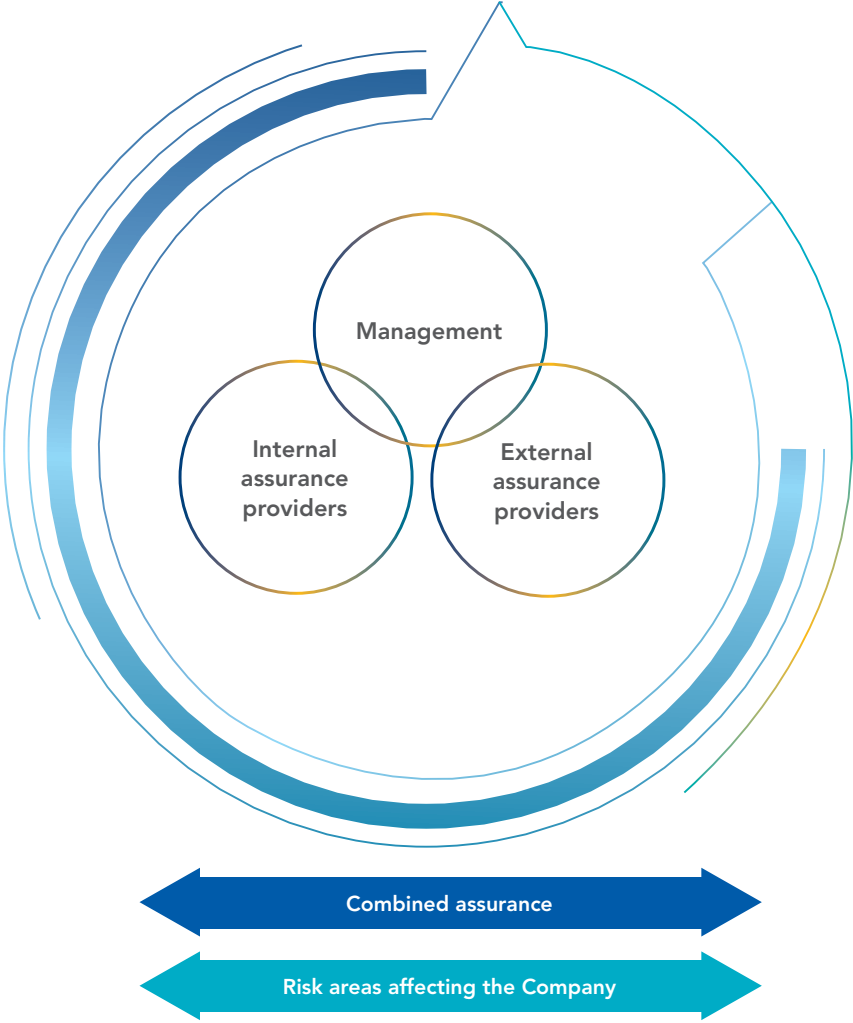 Management
Internal
assurance
providers
External
assurance
providers
Combined assurance
Risk areas affecting the Company